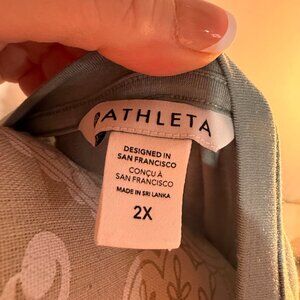 ATHLETA
DESIGNED IN
SAN FRANCISCO
CONÇU À
SAN FRANCISCO
MADE IN SRI LANKA
2X